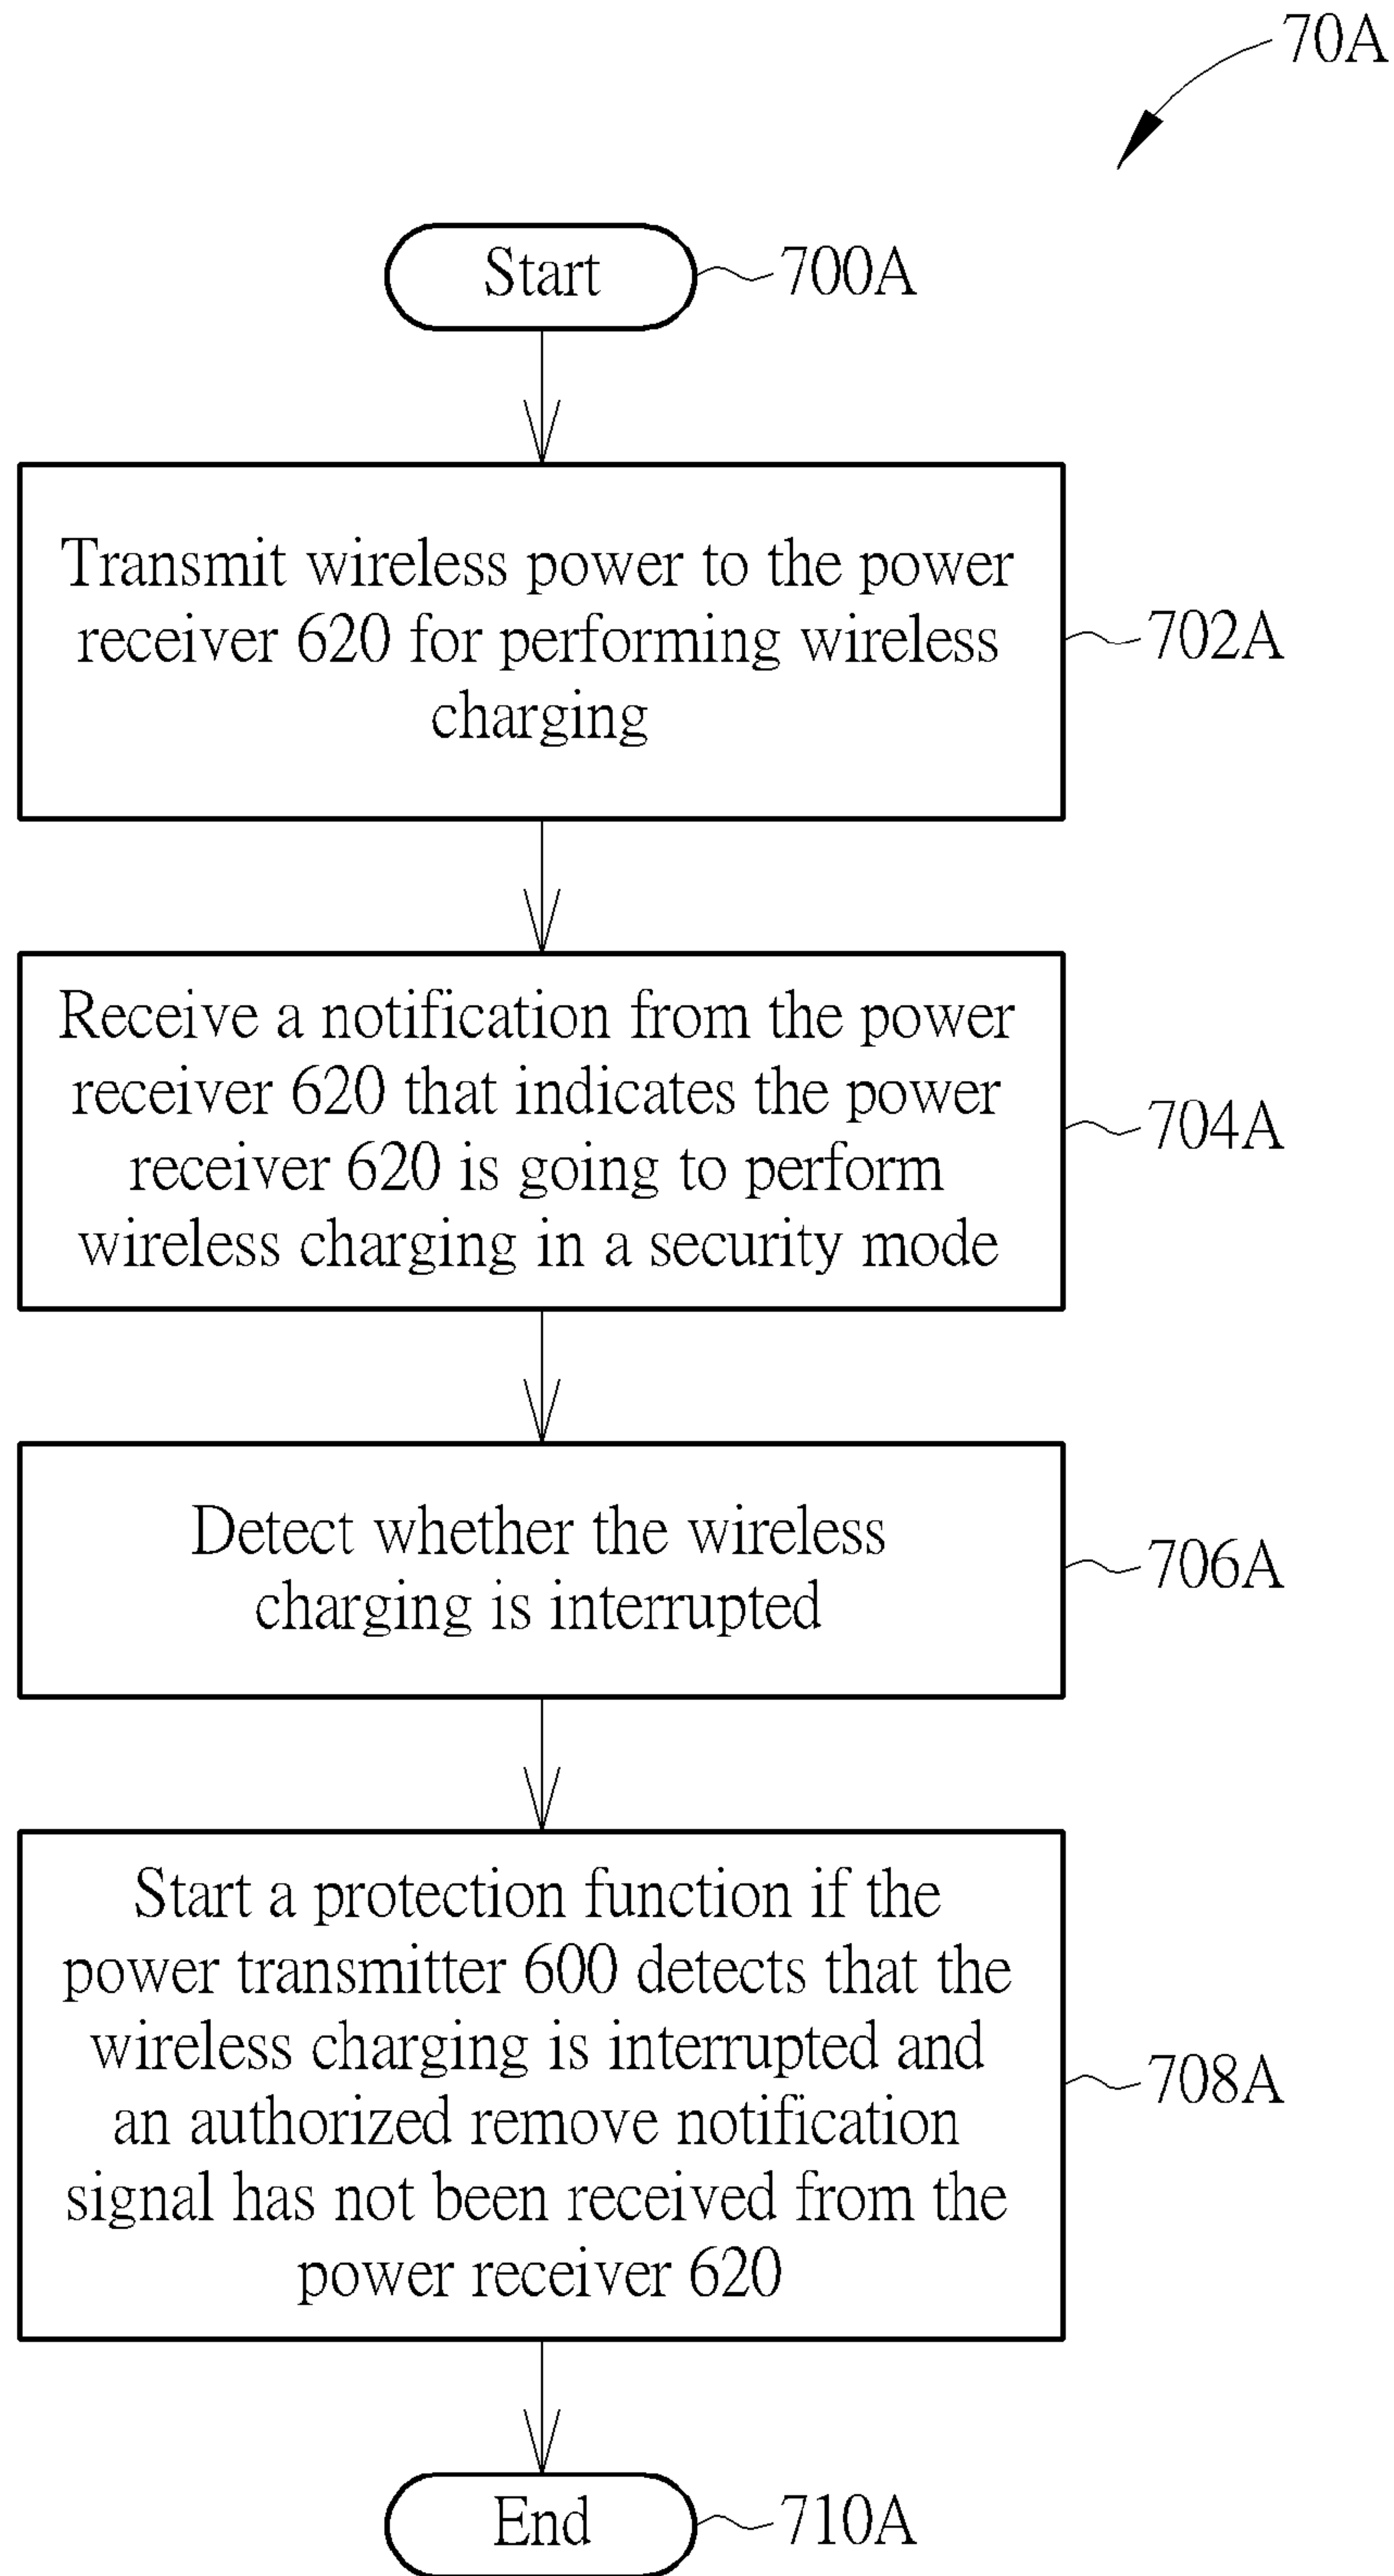 70A
Start
700A
Transmit wireless power to the power
receiver 620 for performing wireless
charging
702A
Receive a notification from the power
receiver 620 that indicates the power
receiver 620 is going to perform
wireless charging in a security mode
704A
Detect whether the wireless
charging is interrupted
706A
Start a protection function if the
power transmitter 600 detects that the
wireless charging is interrupted and
an authorized remove notification
signal has not been received from the
power receiver 620
708A
End
710A